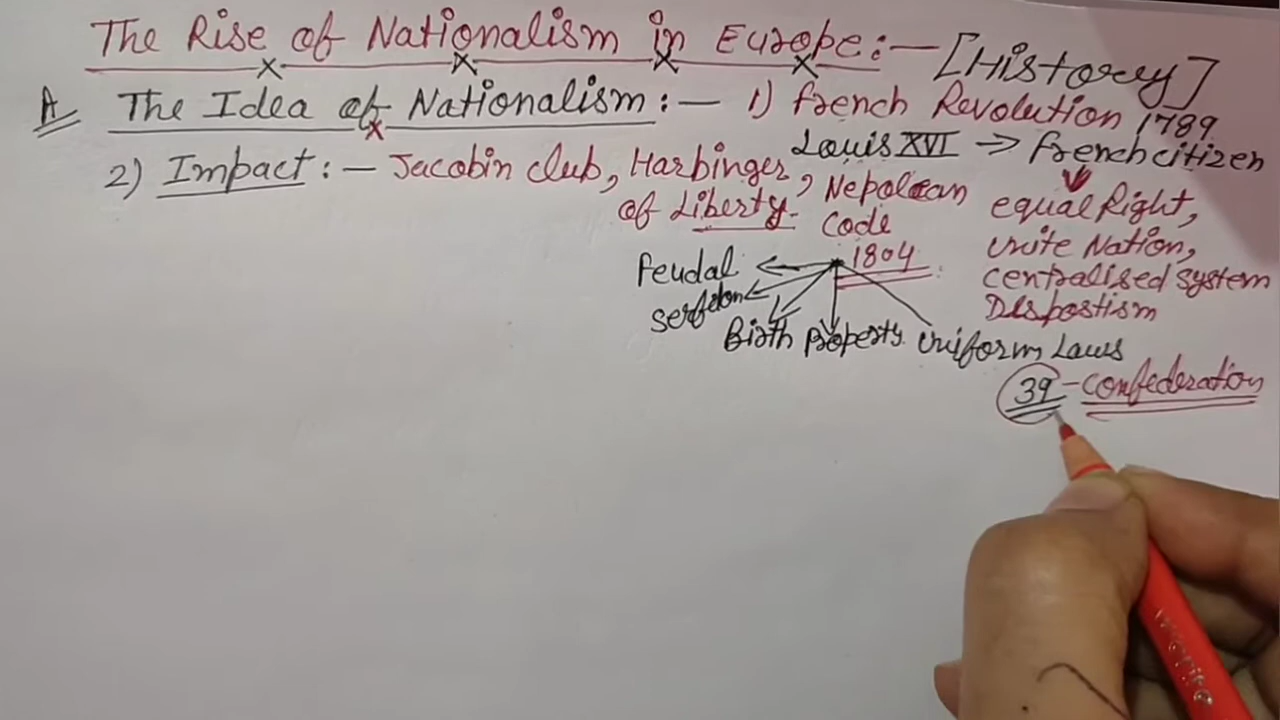 The Rise of Nationalism in Europe:— [History]
A The Idea of Nationalism:— 1) French Revolution 1789
Louis XVI → French citizen
2) Impact:— Jacobin club, Harbinger of Liberty, Nepolean Code
1804
equal Right,
unite Nation,
centralised system
Despostism
Feudal
serfdom
Birth Property Uniform Laws
39 - confederation